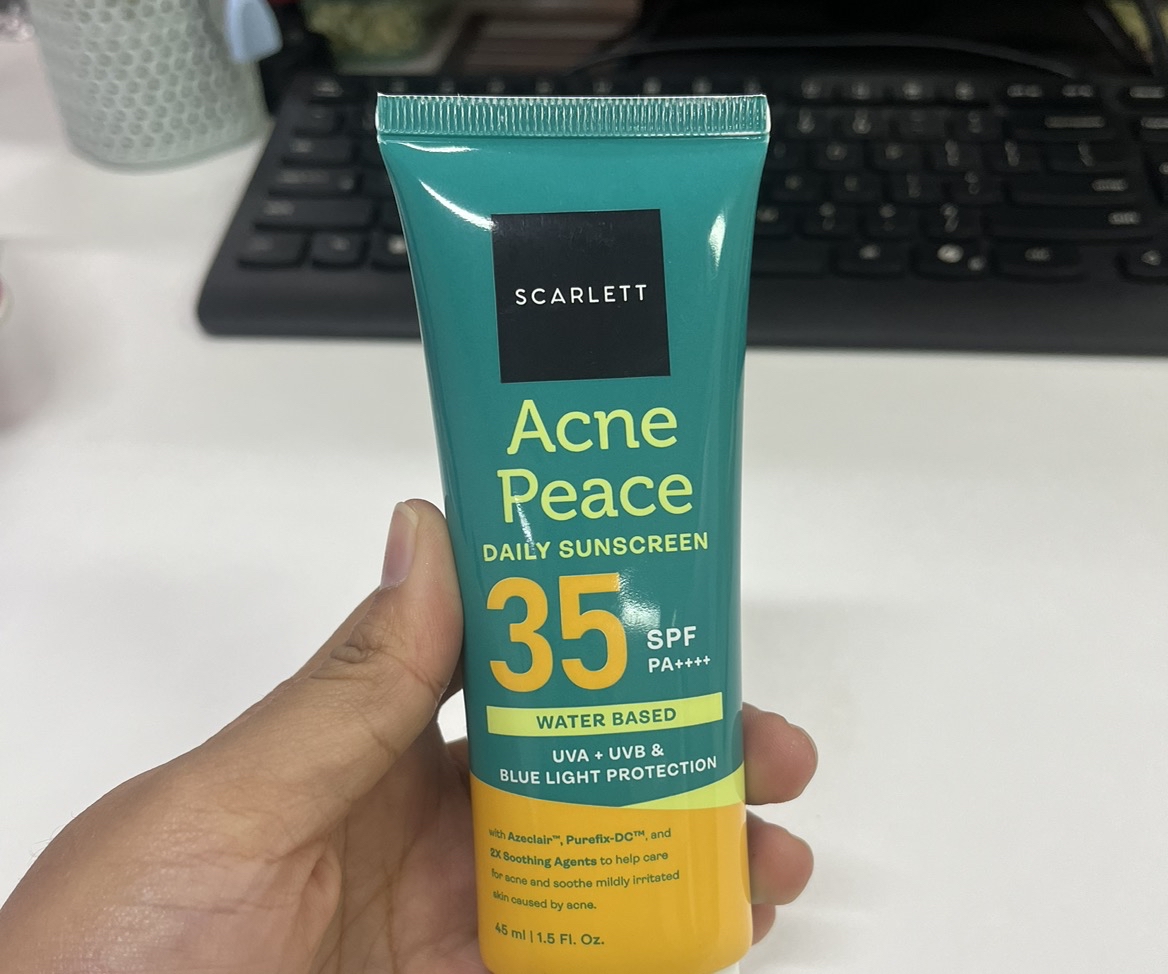 SCARLETT
Acne
Peace
DAILY SUNSCREEN
35
SPF
PA++++
WATER BASED
UVA + UVB &
BLUE LIGHT PROTECTION
with Azeclair™, Purefix-DC™, and
2X Soothing Agents to help care
for acne and soothe mildly irritated
skin caused by acne.
45 ml | 1.5 Fl. Oz.